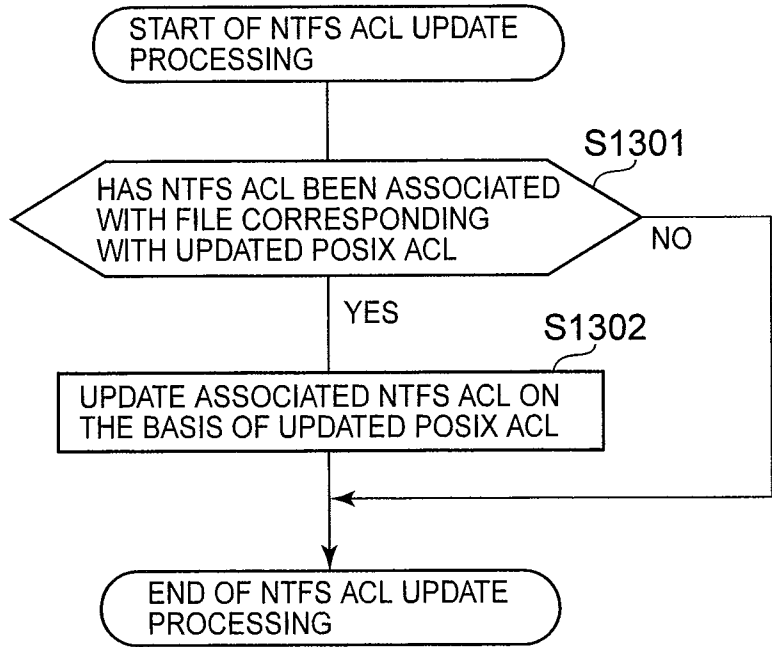 START OF NTFS ACL UPDATE
PROCESSING
S1301
HAS NTFS ACL BEEN ASSOCIATED
WITH FILE CORRESPONDING
WITH UPDATED POSIX ACL
NO
YES
S1302
UPDATE ASSOCIATED NTFS ACL ON
THE BASIS OF UPDATED POSIX ACL
END OF NTFS ACL UPDATE
PROCESSING